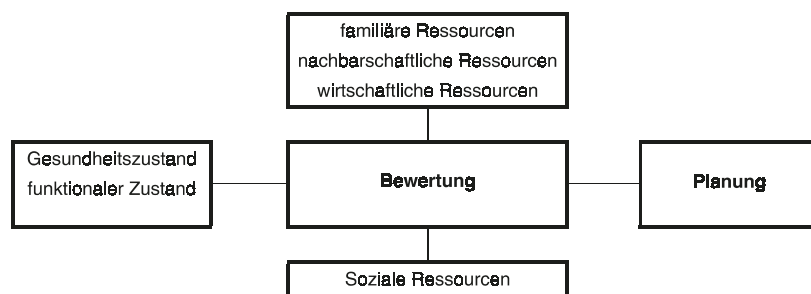 familiäre Ressourcen
nachbarschaftliche Ressourcen
wirtschaftliche Ressourcen
Gesundheitszustand
funktionaler Zustand
Bewertung
Planung
Soziale Ressourcen